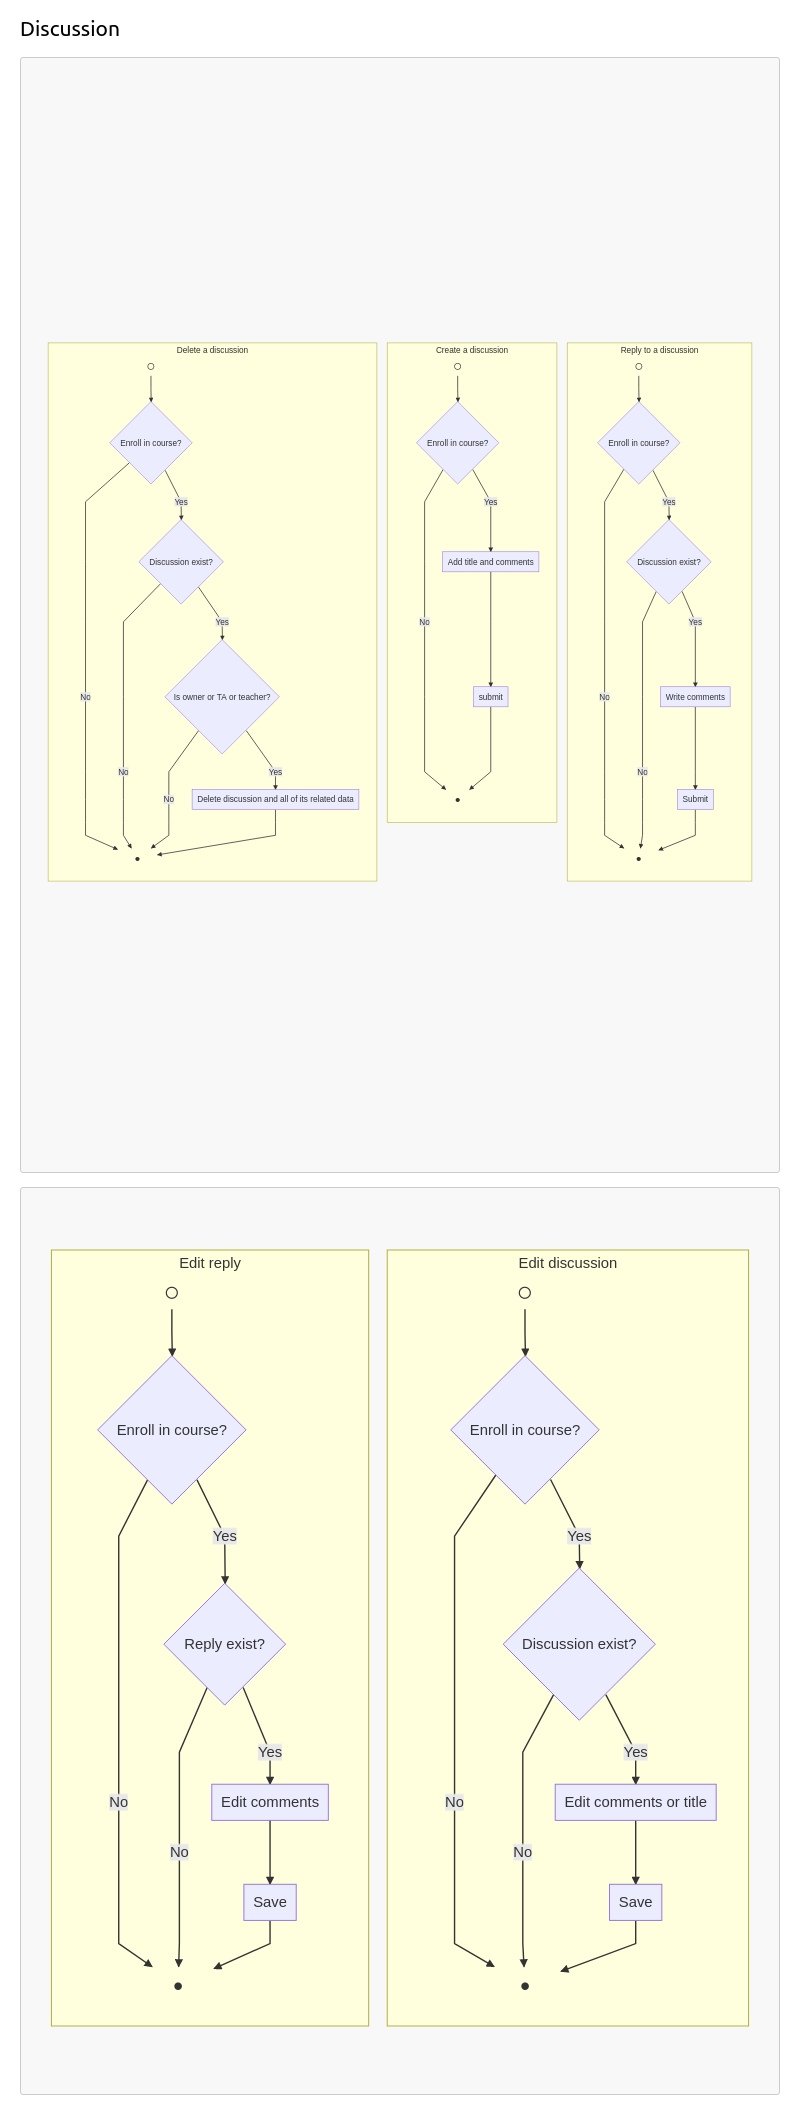 Discussion
Delete a discussion
Enroll in course?
Yes
Discussion exist?
Yes
Is owner or TA or teacher?
No
No
Yes
No
Delete discussion and all of its related data
Create a discussion
Enroll in course?
Yes
Add title and comments
No
submit
Reply to a discussion
Enroll in course?
Yes
Discussion exist?
Yes
No
Write comments
No
Submit
Edit reply
Enroll in course?
Yes
Reply exist?
Yes
No
Edit comments
No
Save
Edit discussion
Enroll in course?
Yes
Discussion exist?
Yes
No
Edit comments or title
No
Save